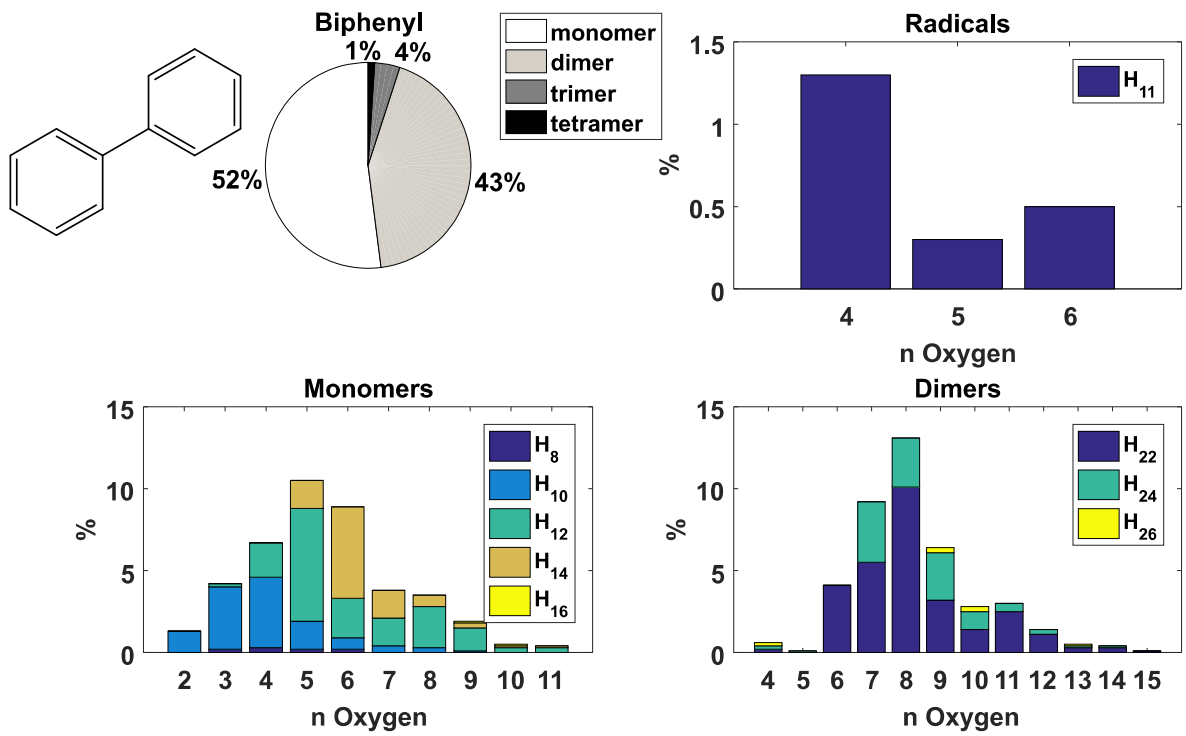 Biphenyl
1%
4%
52%
43%
monomer
dimer
trimer
tetramer
Radicals
1.5
1
0.5
0
%
4 5 6
n Oxygen
H11
Monomers
15
10
5
0
%
2 3 4 5 6 7 8 9 10 11
n Oxygen
H8
H10
H12
H14
H16
Dimers
15
10
5
0
%
4 5 6 7 8 9 10 11 12 13 14 15
n Oxygen
H22
H24
H26